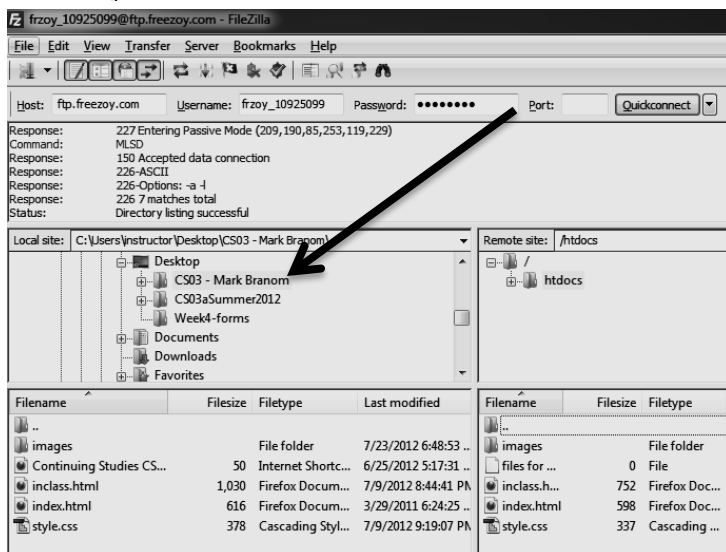 frzoy_10925099@ftp.freezoy.com - FileZilla
File Edit View Transfer Server Bookmarks Help
Host: ftp.freezoy.com Username: frzoy_10925099 Password: ●●●●●●●● Port: Quickconnect
Response: 227 Entering Passive Mode (209,190,85,253,119,229)
Command: MLSD
Response: 150 Accepted data connection
Response: 226-ASCII
Response: 226-Options: -a -l
Response: 226 7 matches total
Status: Directory listing successful
Local site: C:\Users\instructor\Desktop\CS03 - Mark Branom\ Remote site: /htdocs
Desktop /
CS03 - Mark Branom htdocs
CS03aSummer2012
Week4-forms
Documents
Downloads
Favorites
Filename Filesize Filetype Last modified Filename Filesize Filetype
.. ..
images File folder 7/23/2012 6:48:53 ... images File folder
Continuing Studies CS... 50 Internet Shortc... 6/25/2012 5:17:31 ... files for ... 0 File
inclass.html 1,030 Firefox Docum... 7/9/2012 8:44:41 PM inclass.h... 752 Firefox Doc...
index.html 616 Firefox Docum... 3/29/2011 6:24:25 ... index.html 598 Firefox Doc...
style.css 378 Cascading Styl... 7/9/2012 9:19:07 PM style.css 337 Cascading ...